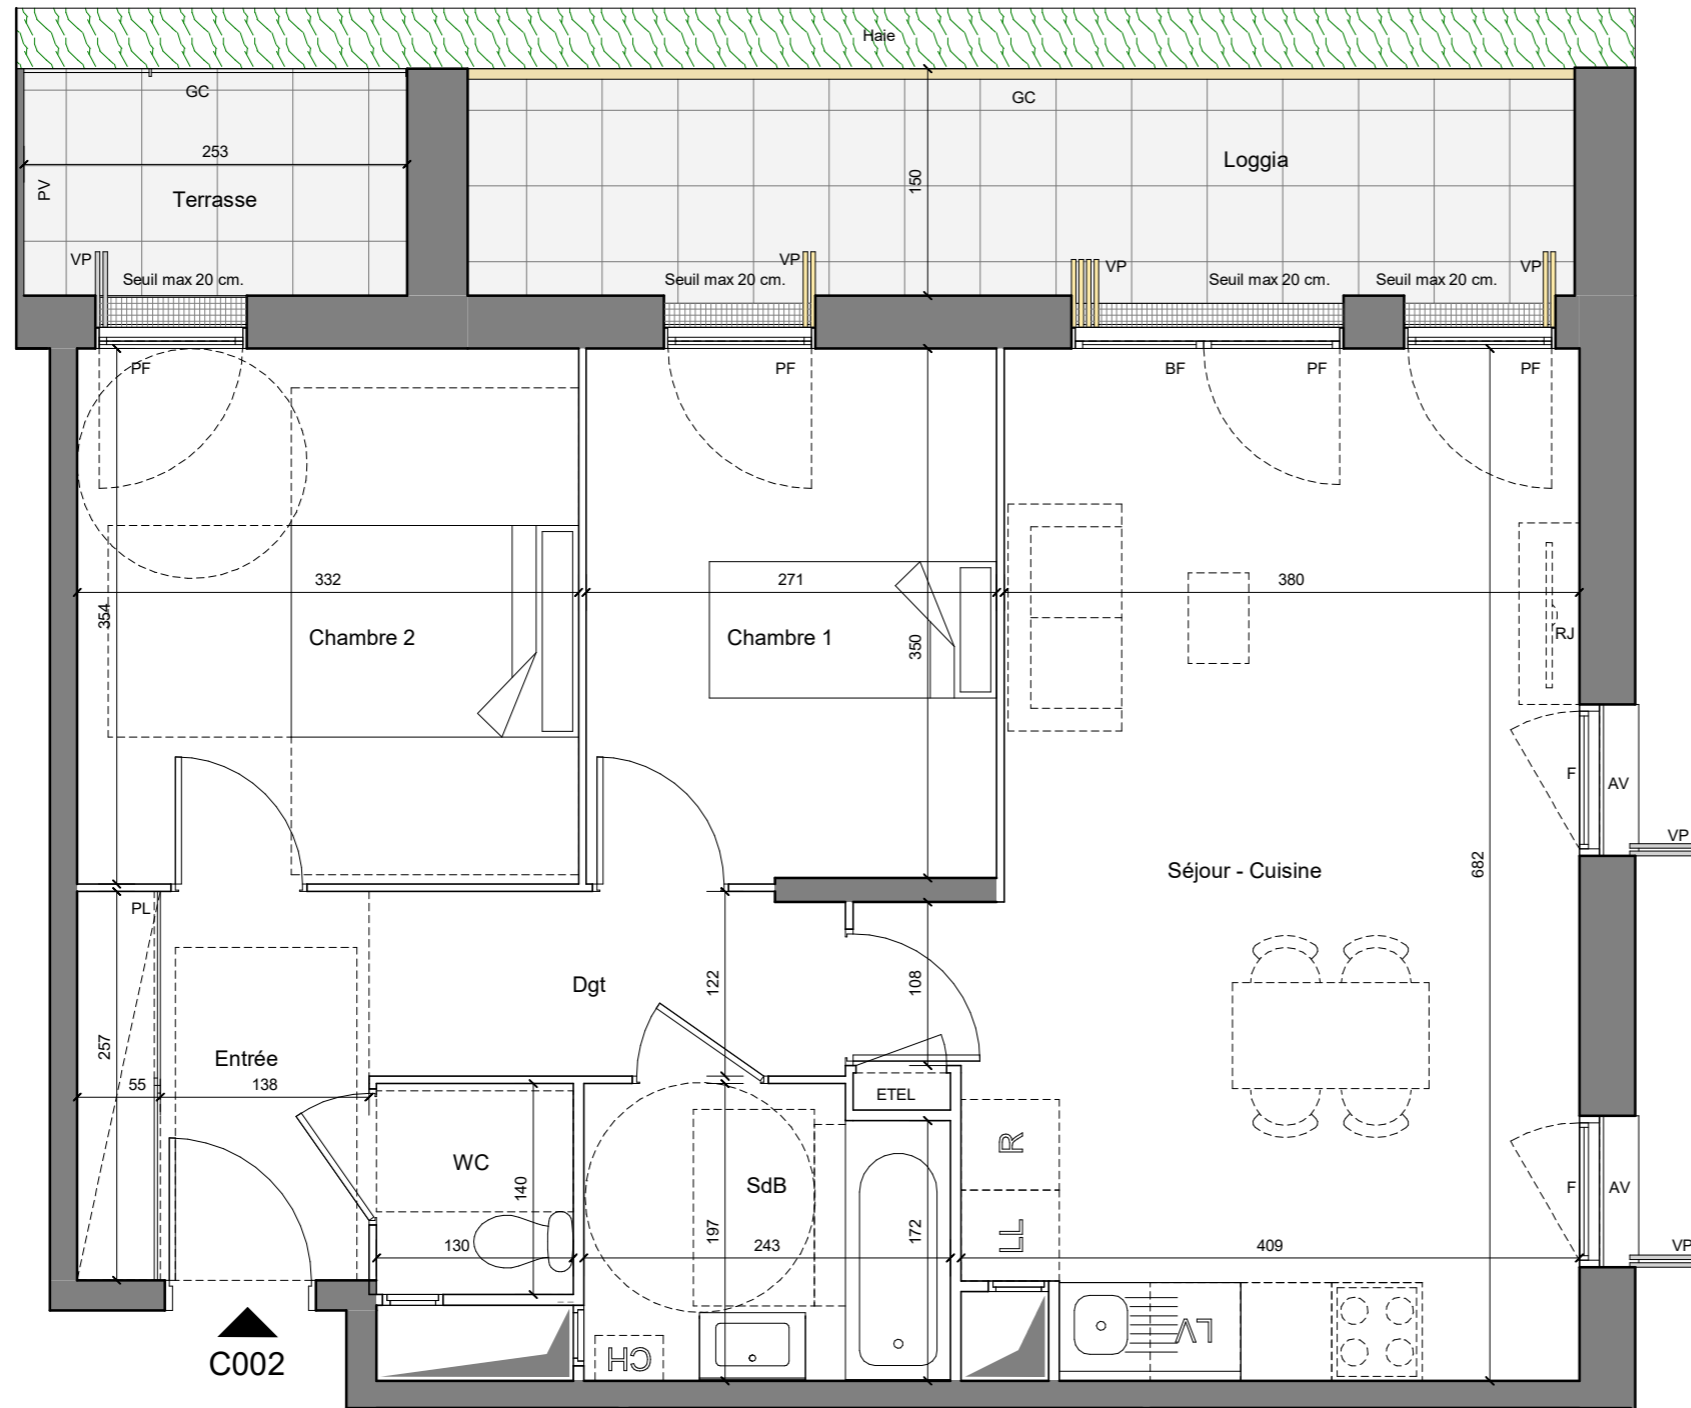 Haie
GC
GC
253
PV
Terrasse
150
Loggia
VP
Seuil max 20 cm.
Seuil max 20 cm.
VP
VP
Seuil max 20 cm.
Seuil max 20 cm.
VP
PF
PF
BF
PF
PF
332
271
380
354
Chambre 2
Chambre 1
350
RJ
F
AV
VP
682
Séjour - Cuisine
PL
Dgt
122
108
257
Entrée
55
138
ETEL
R
WC
140
SdB
LL
F
AV
VP
130
197
243
172
409
CH
LV
C002